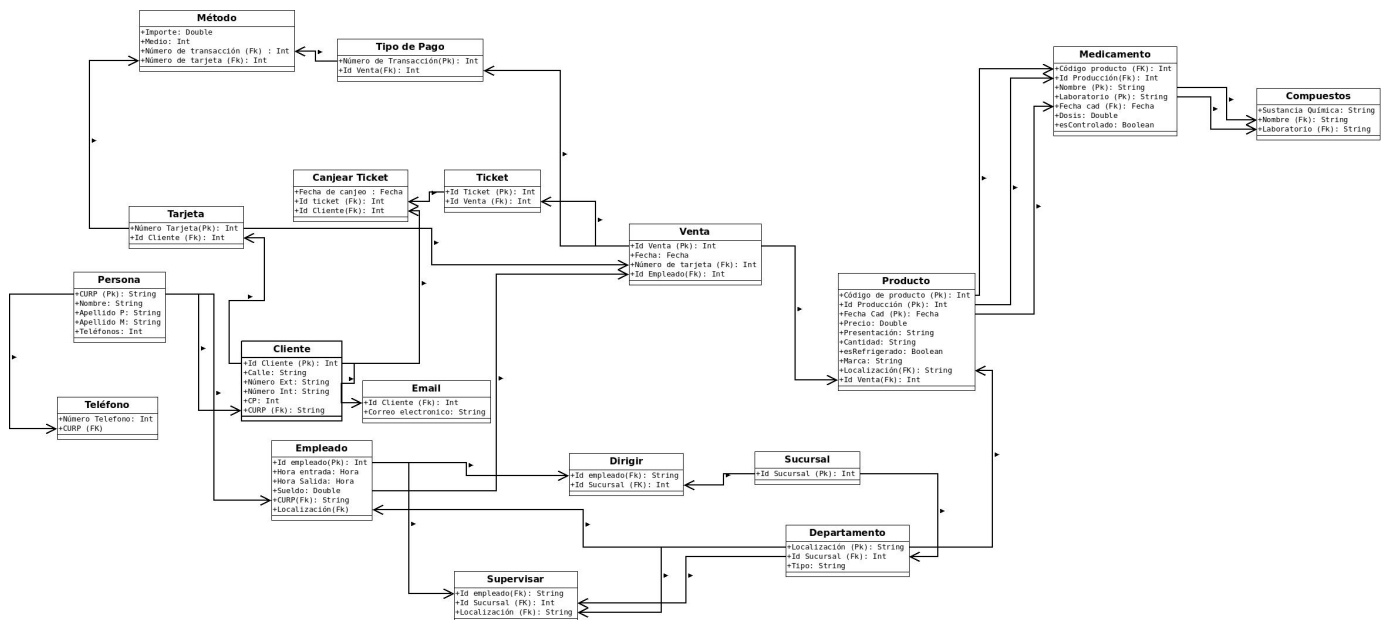 Método
+Importe: Double
+Medio: Int
+Número de transacción (Fk) : Int
+Número de tarjeta (Fk): Int
Tipo de Pago
+Número de Transacción(Pk): Int
+Id Venta(Fk): Int
Medicamento
+Código producto (FK): Int
+Id Producción(Fk): Int
+Nombre (Pk): String
+Laboratorio (Pk): String
+Fecha cad (Fk): Fecha
+Dosis: Double
+esControlado: Boolean
Compuestos
+Sustancia Química: String
+Nombre (Fk): String
+Laboratorio (Fk): String
Canjear Ticket
+Fecha de canjeo : Fecha
+Id ticket (Fk): Int
+Id Cliente(Fk): Int
Ticket
+Id Ticket (Pk): Int
+Id Venta (Fk): Int
Tarjeta
+Número Tarjeta(Pk): Int
+Id Cliente (Fk): Int
Venta
+Id Venta (Pk): Int
+Fecha: Fecha
+Número de tarjeta (Fk): Int
+Id Empleado(Fk): Int
Persona
+CURP (Pk): String
+Nombre: String
+Apellido P: String
+Apellido M: String
+Teléfonos: Int
Producto
+Código de producto (Pk): Int
+Id Producción (Pk): Int
+Fecha Cad (Pk): Fecha
+Precio: Double
+Presentación: String
+Cantidad: String
+esRefrigerado: Boolean
+Marca: String
+Localización(FK): String
+Id Venta(Fk): Int
Cliente
+Id Cliente (Pk): Int
+Calle: String
+Número Ext: String
+Número Int: String
+CP: Int
+CURP (Fk): String
Email
+Id Cliente (Fk): Int
+Correo electronico: String
Teléfono
+Número Telefono: Int
+CURP (FK)
Empleado
+Id empleado(Pk): Int
+Hora entrada: Hora
+Hora Salida: Hora
+Sueldo: Double
+CURP(Fk): String
+Localización(Fk)
Dirigir
+Id empleado(Fk): String
+Id Sucursal (FK): Int
Sucursal
+Id Sucursal (Pk): Int
Departamento
+Localización (Pk): String
+Id Sucursal (Fk): Int
+Tipo: String
Supervisar
+Id empleado(Fk): String
+Id Sucursal (FK): Int
+Localización (Fk): String